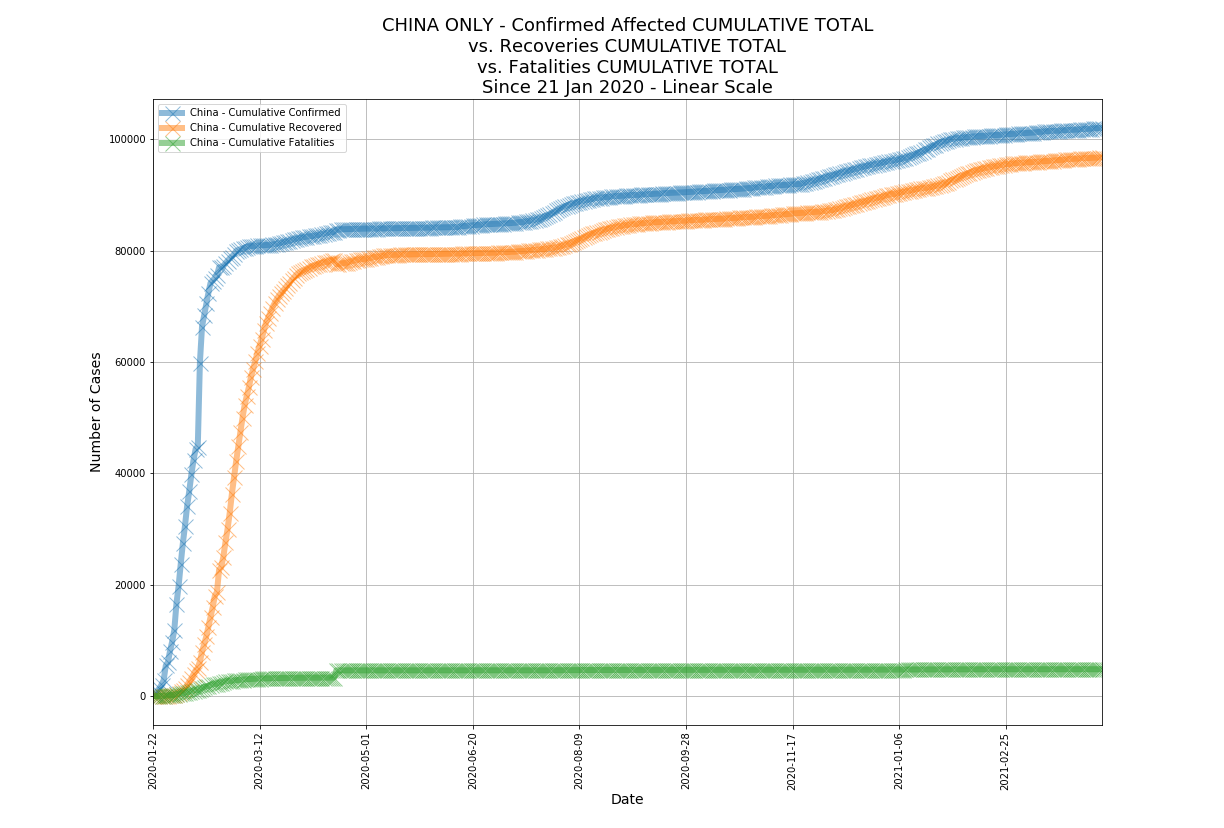 CHINA ONLY - Confirmed Affected CUMULATIVE TOTAL
vs. Recoveries CUMULATIVE TOTAL
vs. Fatalities CUMULATIVE TOTAL
Since 21 Jan 2020 - Linear Scale
China - Cumulative Confirmed
China - Cumulative Recovered
China - Cumulative Fatalities
Number of Cases
100000
80000
60000
40000
20000
0
2020-01-22
2020-03-12
2020-05-01
2020-06-20
2020-08-09
2020-09-28
2020-11-17
2021-01-06
2021-02-25
Date